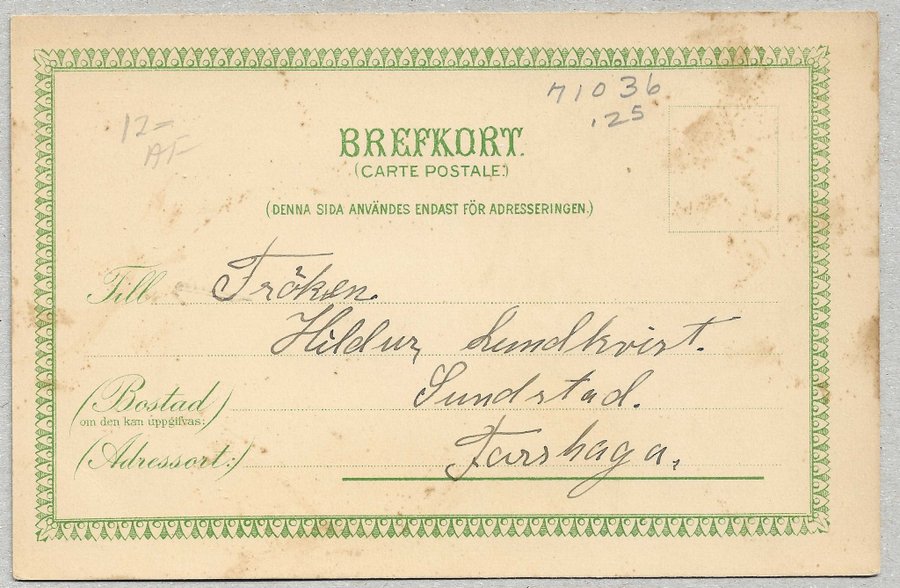 71036
.25
12-
AF
BREFKORT.
(CARTE POSTALE.)
(DENNA SIDA ANVÄNDES ENDAST FÖR ADRESSERINGEN.)
Till Fröken.
Hildur Lundkvist.
(Bostad) Sundstad.
om den kan uppgifvas:
(Adressort:) Forshaga.